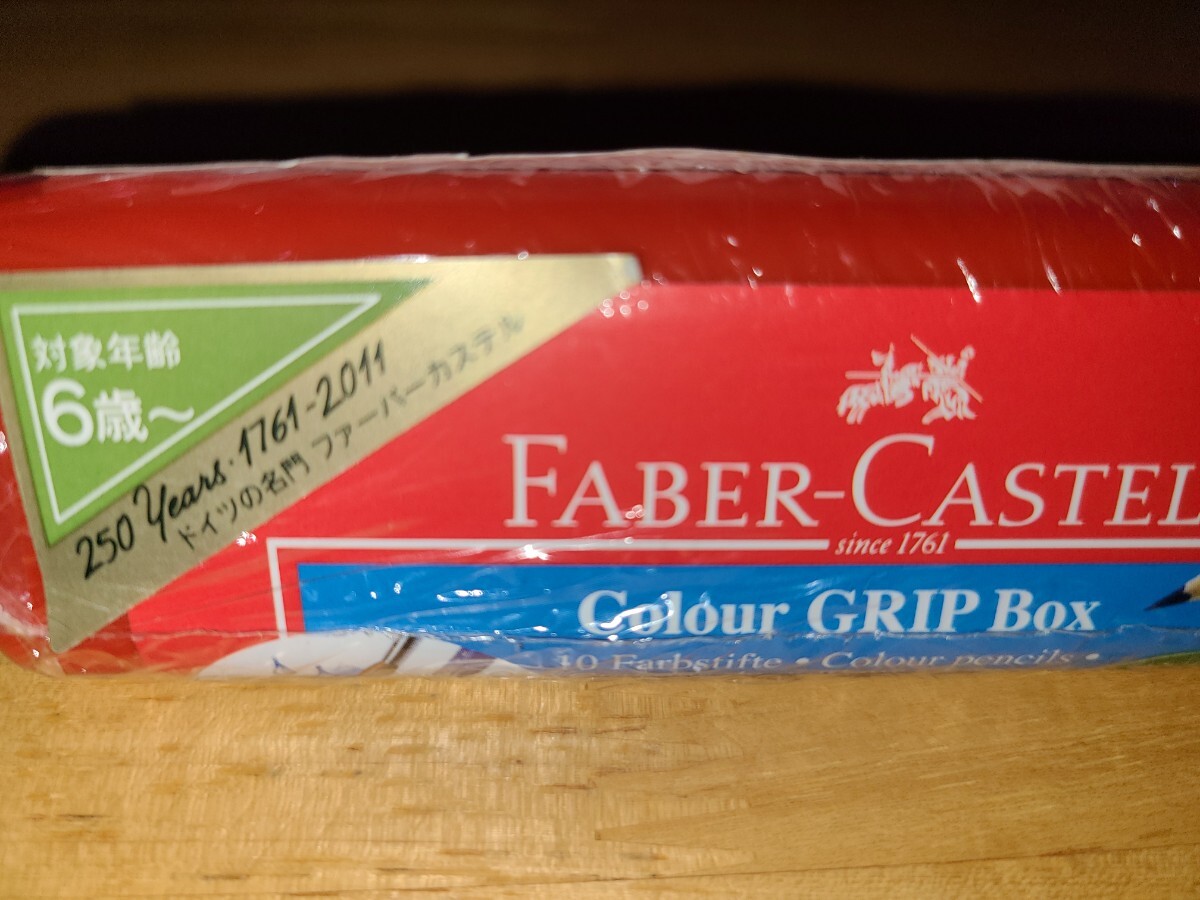 対象年齢
6歳～
250 Years・1761-2011
ドイツの名門 ファーバーカステル
FABER-CASTEL
since 1761
Colour GRIP Box
10 Farbstifte • Colour pencils •